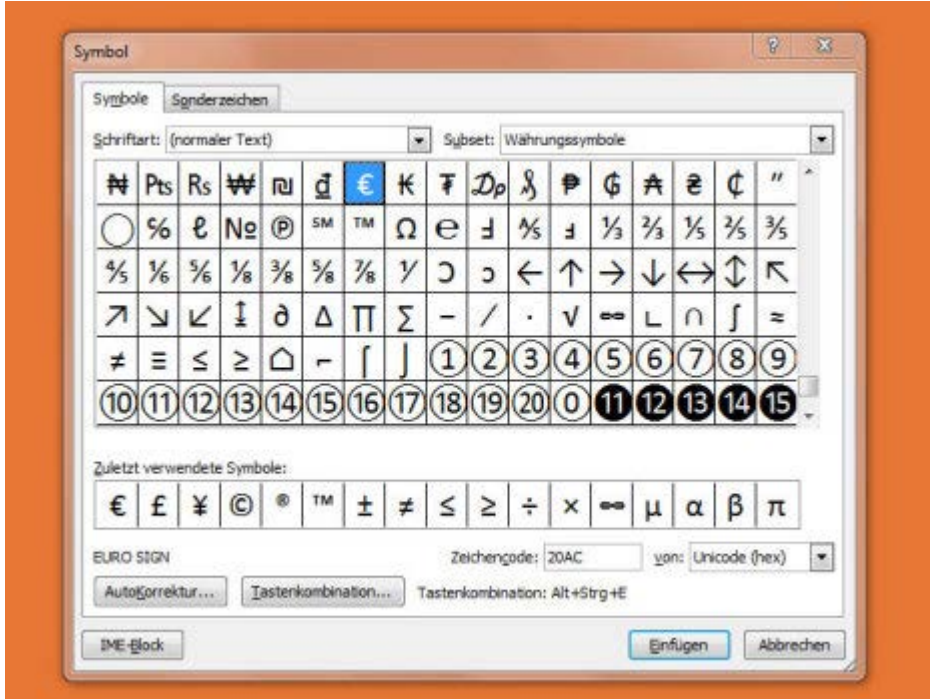 Symbol
Symbole Sonderzeichen
Schriftart: (normaler Text) Subset: Währungssymbole
₦ Pts Rs ₩ ₪ ₫ € ₭ ₮ ₯ ₰ ₱ ₲ ₳ ₴ ₵ "
◯ ℅ ℓ № ℗ ℠ ™ Ω ℮ Ⅎ ⅍ ⅎ ⅓ ⅔ ⅕ ⅖ ⅗
⅘ ⅙ ⅚ ⅛ ⅜ ⅝ ⅞ ⅟ Ↄ ↄ ← ↑ → ↓ ↔ ↕ ↖
↗ ↘ ↙ ↨ ∂ ∆ ∏ ∑ − ∕ ∙ √ ∞ ∟ ∩ ∫ ≈
≠ ≡ ≤ ≥ ⌂ ⌐ ⌠ ⌡ ① ② ③ ④ ⑤ ⑥ ⑦ ⑧ ⑨
⑩ ⑪ ⑫ ⑬ ⑭ ⑮ ⑯ ⑰ ⑱ ⑲ ⑳ ⓪ ⓫ ⓬ ⓭ ⓮ ⓯
Zuletzt verwendete Symbole:
€ £ ¥ © ® ™ ± ≠ ≤ ≥ ÷ × ∞ µ α β π
EURO SIGN Zeichencode: 20AC von: Unicode (hex)
AutoKorrektur... Tastenkombination... Tastenkombination: Alt+Strg+E
IME-Block Einfügen Abbrechen